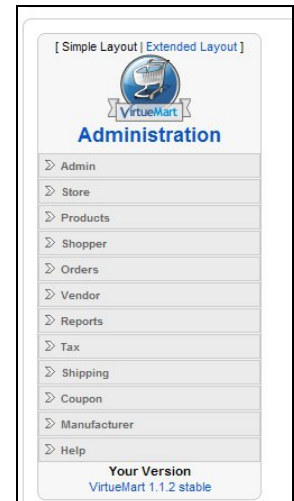 [ Simple Layout | Extended Layout ]
VirtueMart
Administration
Admin
Store
Products
Shopper
Orders
Vendor
Reports
Tax
Shipping
Coupon
Manufacturer
Help
Your Version
VirtueMart 1.1.2 stable